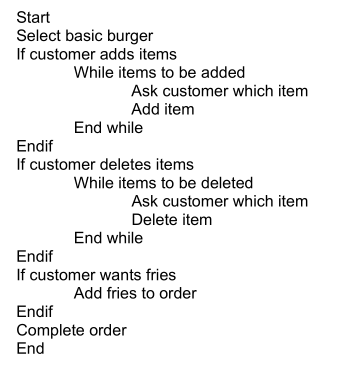 Start
Select basic burger
If customer adds items
While items to be added
Ask customer which item
Add item
End while
Endif
If customer deletes items
While items to be deleted
Ask customer which item
Delete item
End while
Endif
If customer wants fries
Add fries to order
Endif
Complete order
End